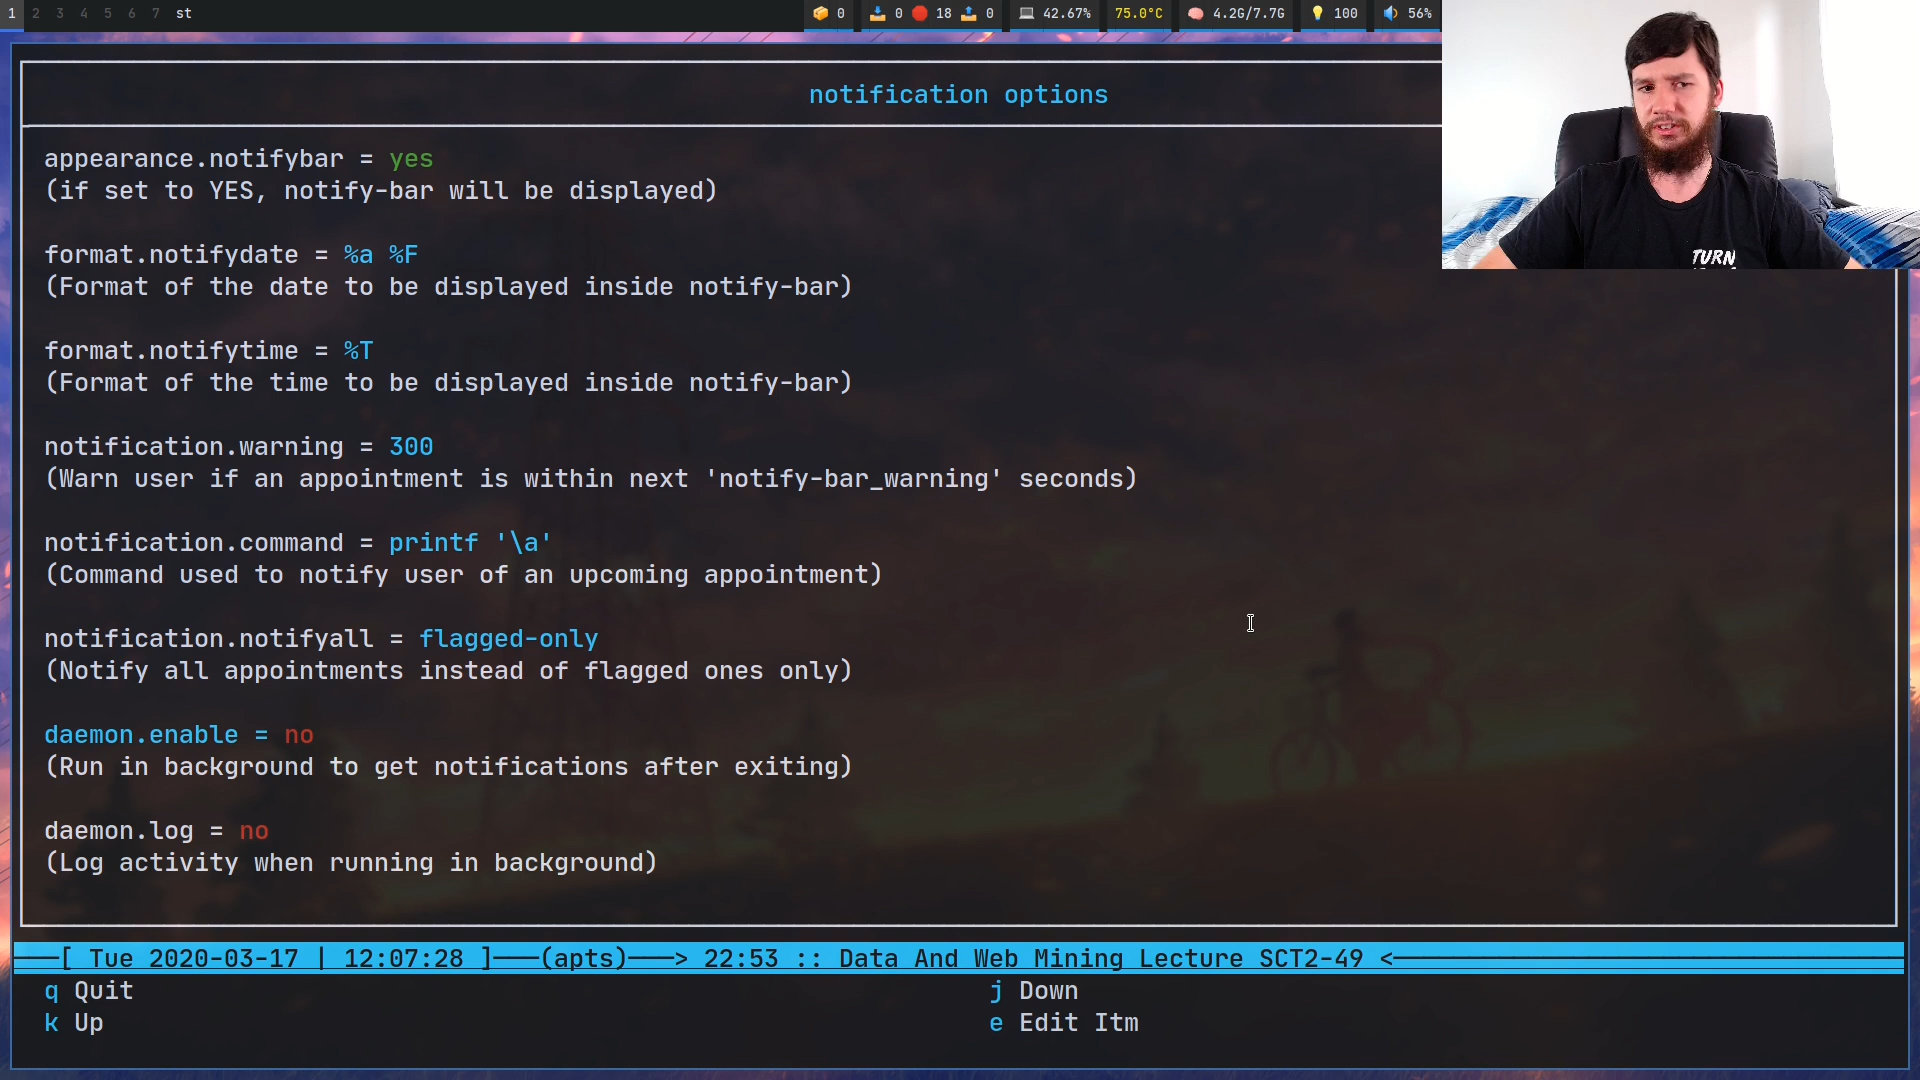 1 2 3 4 5 6 7 st 0 0 18 0 42.67% 75.0°C 4.2G/7.7G 100 56%
notification options
appearance.notifybar = yes
(if set to YES, notify-bar will be displayed)
format.notifydate = %a %F
(Format of the date to be displayed inside notify-bar)
format.notifytime = %T
(Format of the time to be displayed inside notify-bar)
notification.warning = 300
(Warn user if an appointment is within next 'notify-bar_warning' seconds)
notification.command = printf '\a'
(Command used to notify user of an upcoming appointment)
notification.notifyall = flagged-only
(Notify all appointments instead of flagged ones only)
daemon.enable = no
(Run in background to get notifications after exiting)
daemon.log = no
(Log activity when running in background)
[ Tue 2020-03-17 | 12:07:28 ]──(apts)──> 22:53 :: Data And Web Mining Lecture SCT2-49 <
q Quit j Down
k Up e Edit Itm
TURN